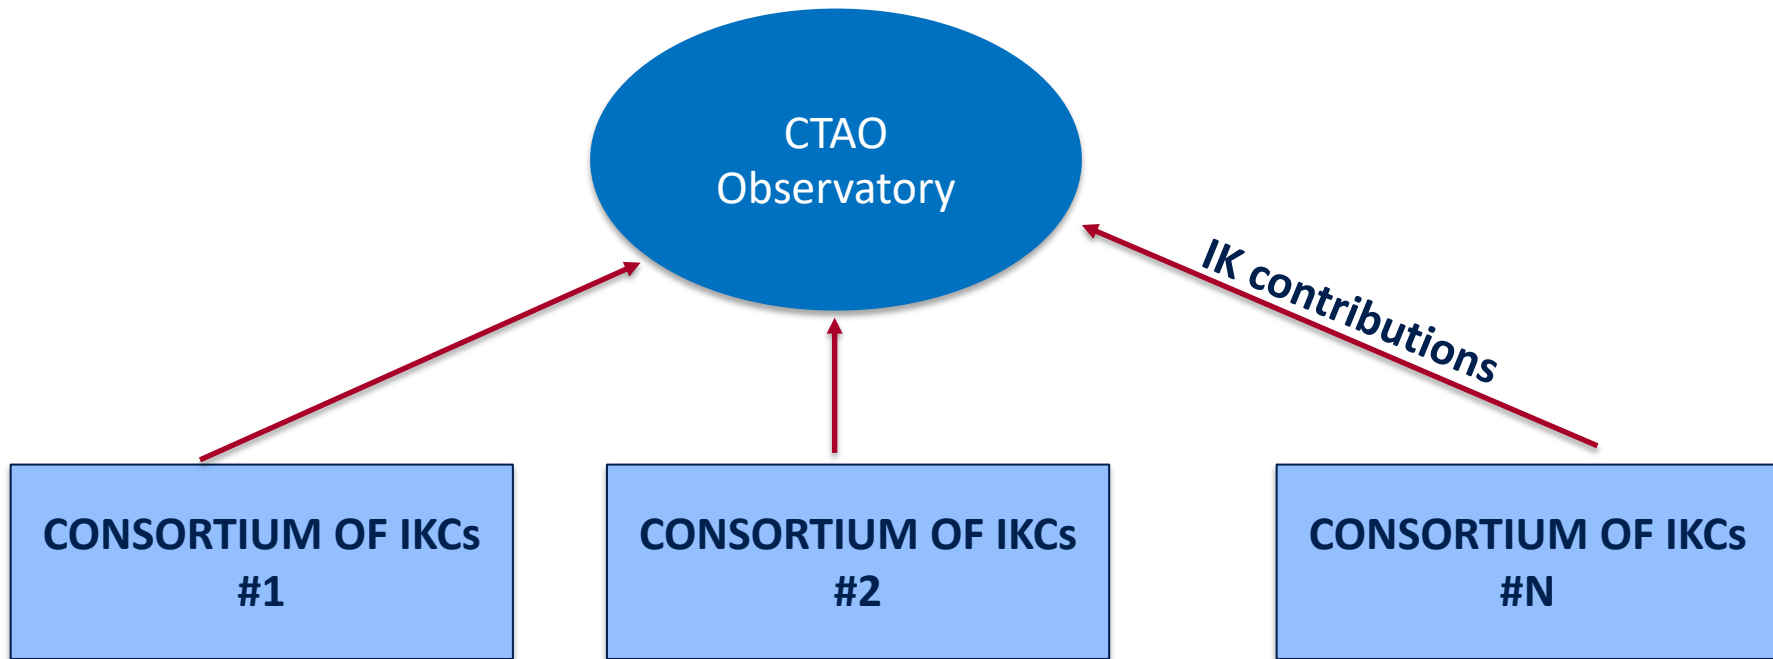 CTAO
Observatory
IK contributions
CONSORTIUM OF IKCs
#1
CONSORTIUM OF IKCs
#2
CONSORTIUM OF IKCs
#N